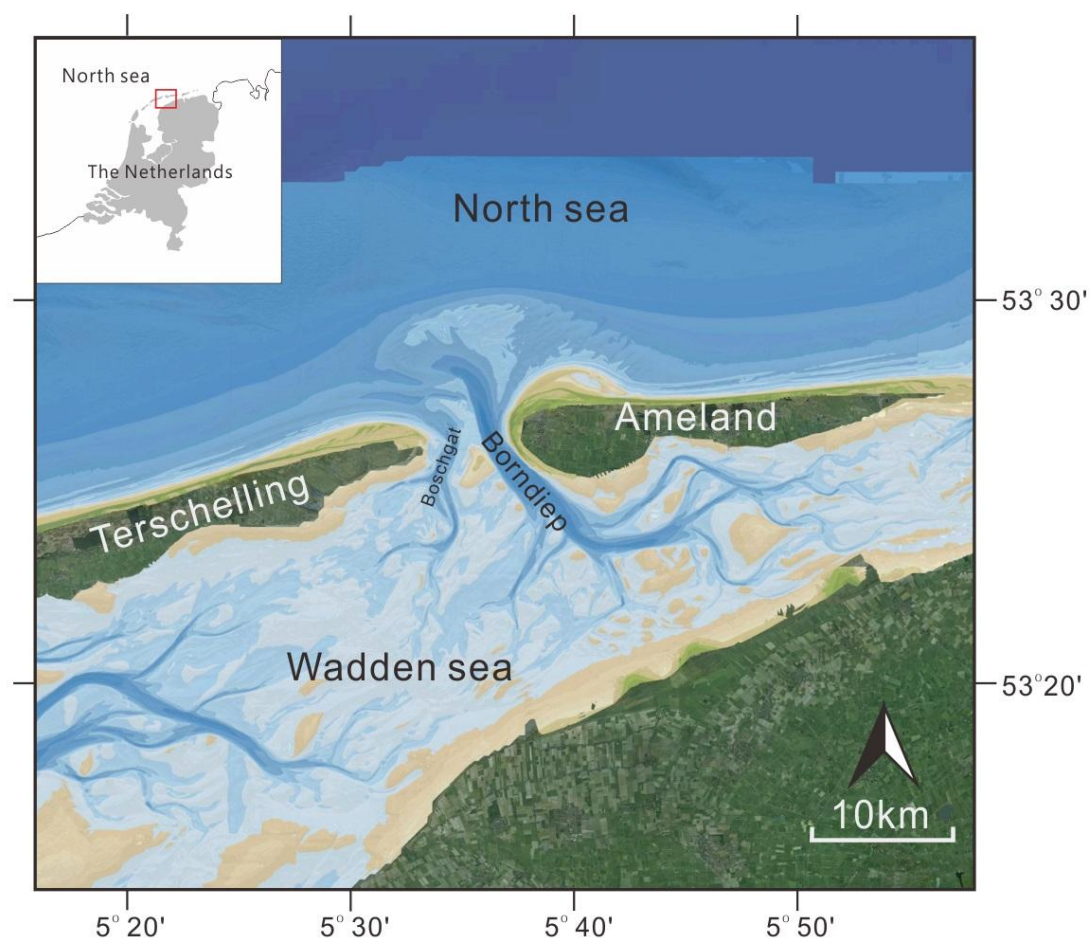 North sea
The Netherlands
North sea
53° 30'
Ameland
Boschgat
Borndiep
Terschelling
Wadden sea
53° 20'
10km
5° 20'
5° 30'
5° 40'
5° 50'